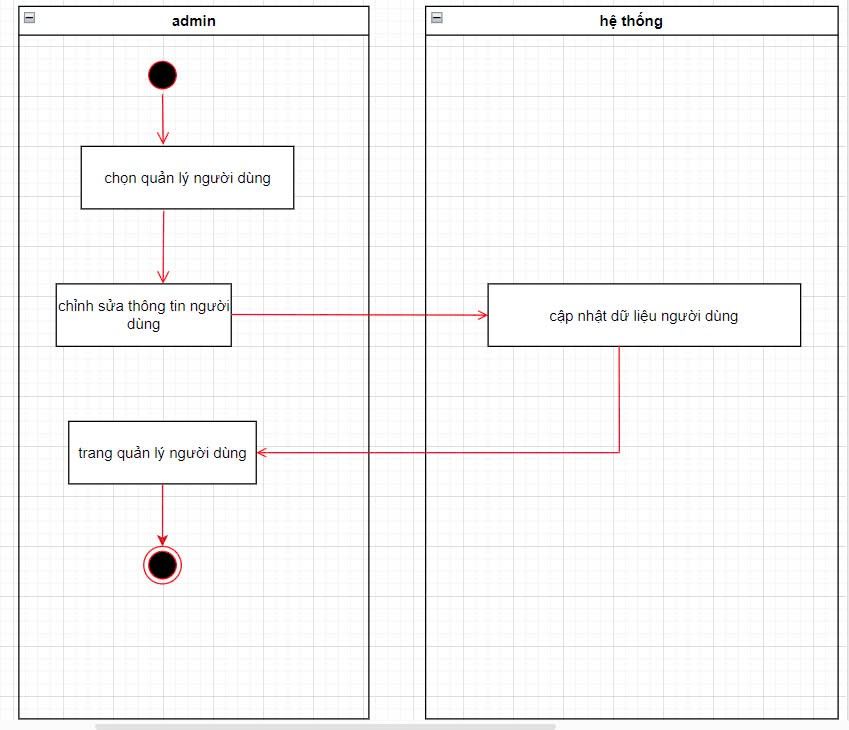 admin
hệ thống
chọn quản lý người dùng
chỉnh sửa thông tin người
dùng
cập nhật dữ liệu người dùng
trang quản lý người dùng